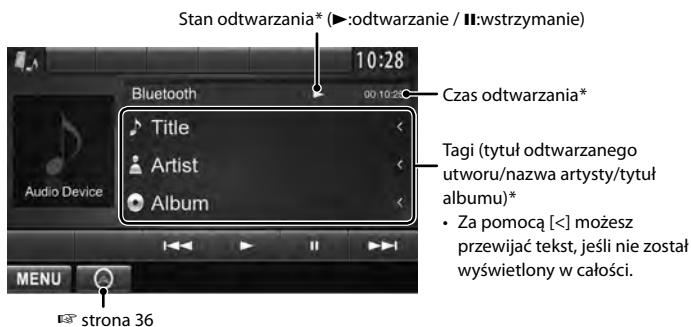 Stan odtwarzania* (►:odtwarzanie / II:wstrzymanie)
10:28
Bluetooth
00:10:28
Czas odtwarzania*
Title
Artist
Album
Audio Device
Tagi (tytuł odtwarzanego
utworu/nazwa artysty/tytuł
albumu)*
• Za pomocą [<] możesz
przewijać tekst, jeśli nie został
wyświetlony w całości.
MENU
☞ strona 36